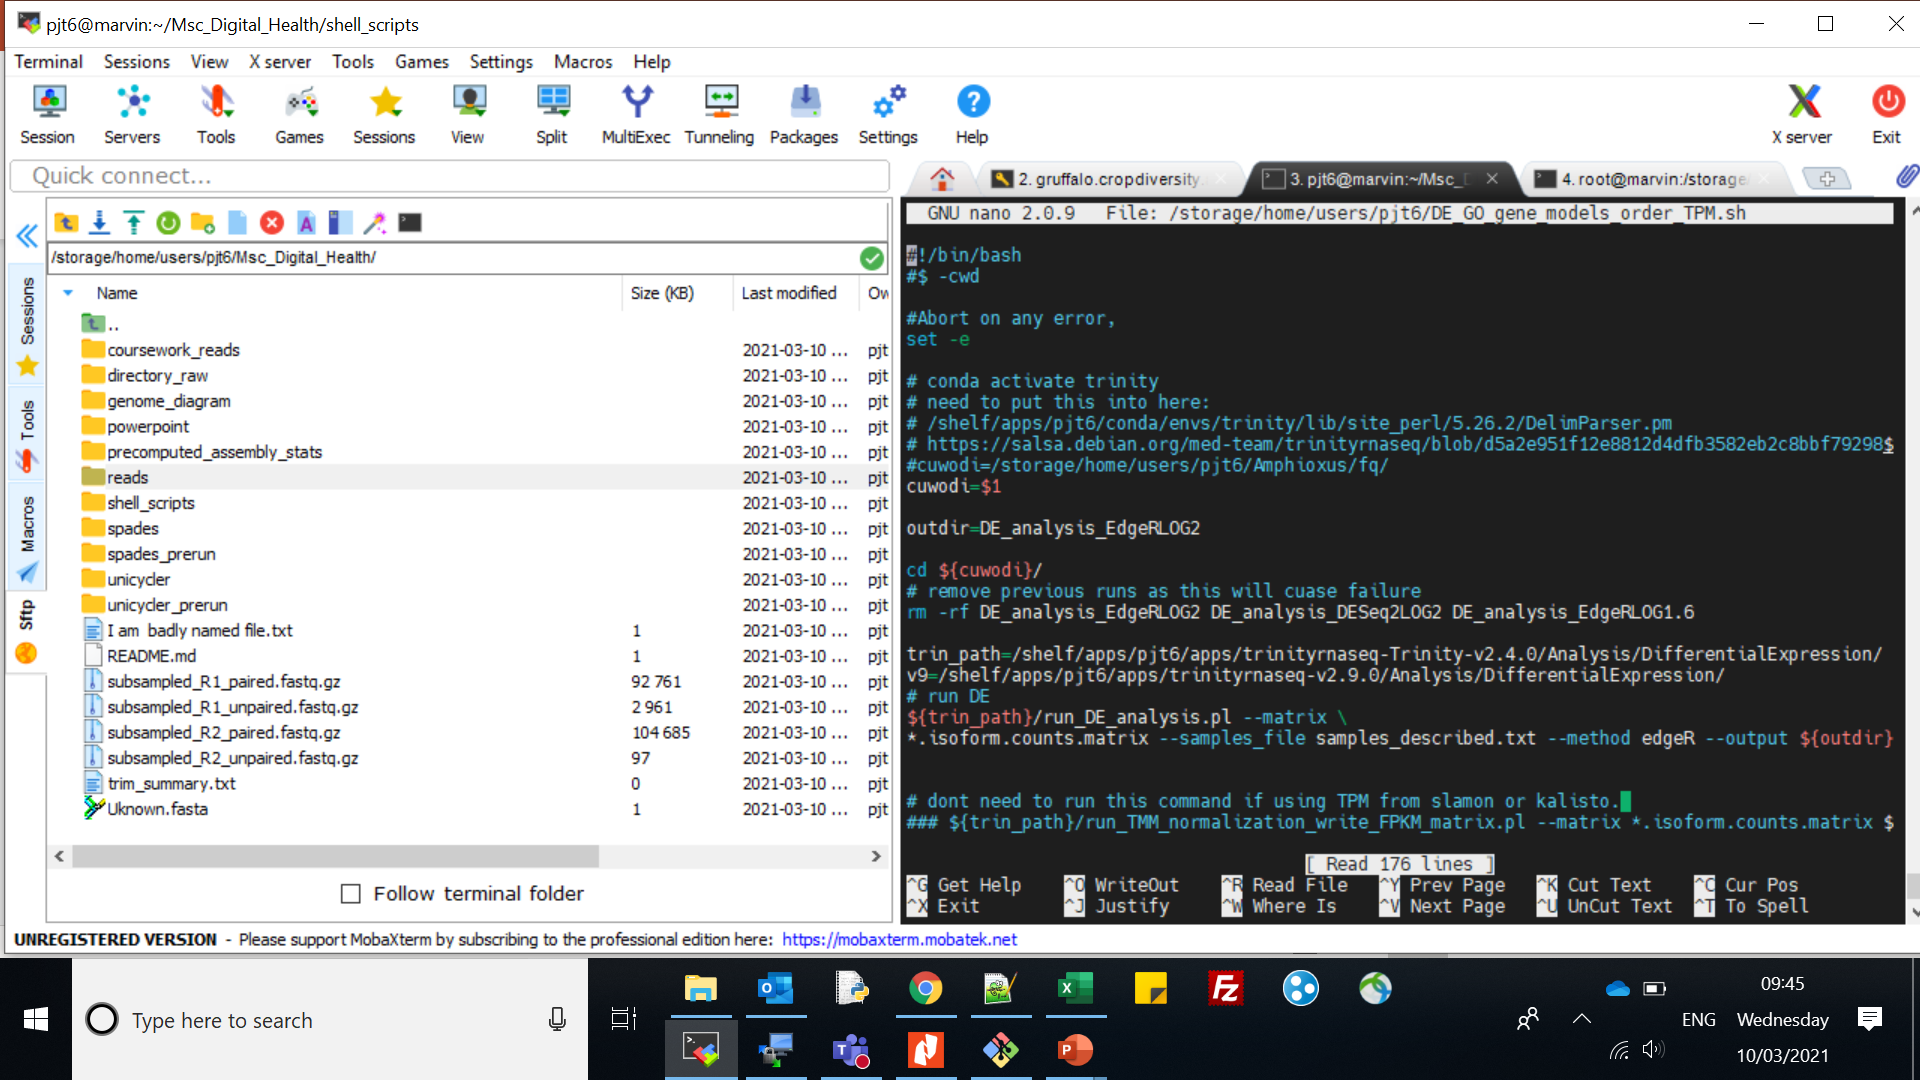 pjt6@marvin:~/Msc_Digital_Health/shell_scripts
Terminal Sessions View X server Tools Games Settings Macros Help
Session Servers Tools Games Sessions View Split MultiExec Tunneling Packages Settings Help X server Exit
Quick connect...
2. gruffalo.cropdiversity.
3. pjt6@marvin:~/Msc_D
4. root@marvin:/storage/
/storage/home/users/pjt6/Msc_Digital_Health/
Sessions
Tools
Macros
Sftp
Name Size (KB) Last modified Ow
..
coursework_reads 2021-03-10 ... pjt
directory_raw 2021-03-10 ... pjt
genome_diagram 2021-03-10 ... pjt
powerpoint 2021-03-10 ... pjt
precomputed_assembly_stats 2021-03-10 ... pjt
reads 2021-03-10 ... pjt
shell_scripts 2021-03-10 ... pjt
spades 2021-03-10 ... pjt
spades_prerun 2021-03-10 ... pjt
unicycler 2021-03-10 ... pjt
unicycler_prerun 2021-03-10 ... pjt
I am  badly named file.txt 1 2021-03-10 ... pjt
README.md 1 2021-03-10 ... pjt
subsampled_R1_paired.fastq.gz 92 761 2021-03-10 ... pjt
subsampled_R1_unpaired.fastq.gz 2 961 2021-03-10 ... pjt
subsampled_R2_paired.fastq.gz 104 685 2021-03-10 ... pjt
subsampled_R2_unpaired.fastq.gz 97 2021-03-10 ... pjt
trim_summary.txt 0 2021-03-10 ... pjt
Uknown.fasta 1 2021-03-10 ... pjt
Follow terminal folder
GNU nano 2.0.9 File: /storage/home/users/pjt6/DE_GO_gene_models_order_TPM.sh
#!/bin/bash
#$ -cwd
#Abort on any error,
set -e
# conda activate trinity
# need to put this into here:
# /shelf/apps/pjt6/conda/envs/trinity/lib/site_perl/5.26.2/DelimParser.pm
# https://salsa.debian.org/med-team/trinityrnaseq/blob/d5a2e951f12e8812d4dfb3582eb2c8bbf79298$
#cuwodi=/storage/home/users/pjt6/Amphioxus/fq/
cuwodi=$1
outdir=DE_analysis_EdgeRLOG2
cd ${cuwodi}/
# remove previous runs as this will cuase failure
rm -rf DE_analysis_EdgeRLOG2 DE_analysis_DESeq2LOG2 DE_analysis_EdgeRLOG1.6
trin_path=/shelf/apps/pjt6/apps/trinityrnaseq-Trinity-v2.4.0/Analysis/DifferentialExpression/
v9=/shelf/apps/pjt6/apps/trinityrnaseq-v2.9.0/Analysis/DifferentialExpression/
# run DE
${trin_path}/run_DE_analysis.pl --matrix \
*.isoform.counts.matrix --samples_file samples_described.txt --method edgeR --output ${outdir}
# dont need to run this command if using TPM from slamon or kalisto.
### ${trin_path}/run_TMM_normalization_write_FPKM_matrix.pl --matrix *.isoform.counts.matrix $
[ Read 176 lines ]
^G Get Help ^O WriteOut ^R Read File ^Y Prev Page ^K Cut Text ^C Cur Pos
^X Exit ^J Justify ^W Where Is ^V Next Page ^U UnCut Text ^T To Spell
UNREGISTERED VERSION - Please support MobaXterm by subscribing to the professional edition here: https://mobaxterm.mobatek.net
Type here to search
09:45
ENG Wednesday
10/03/2021